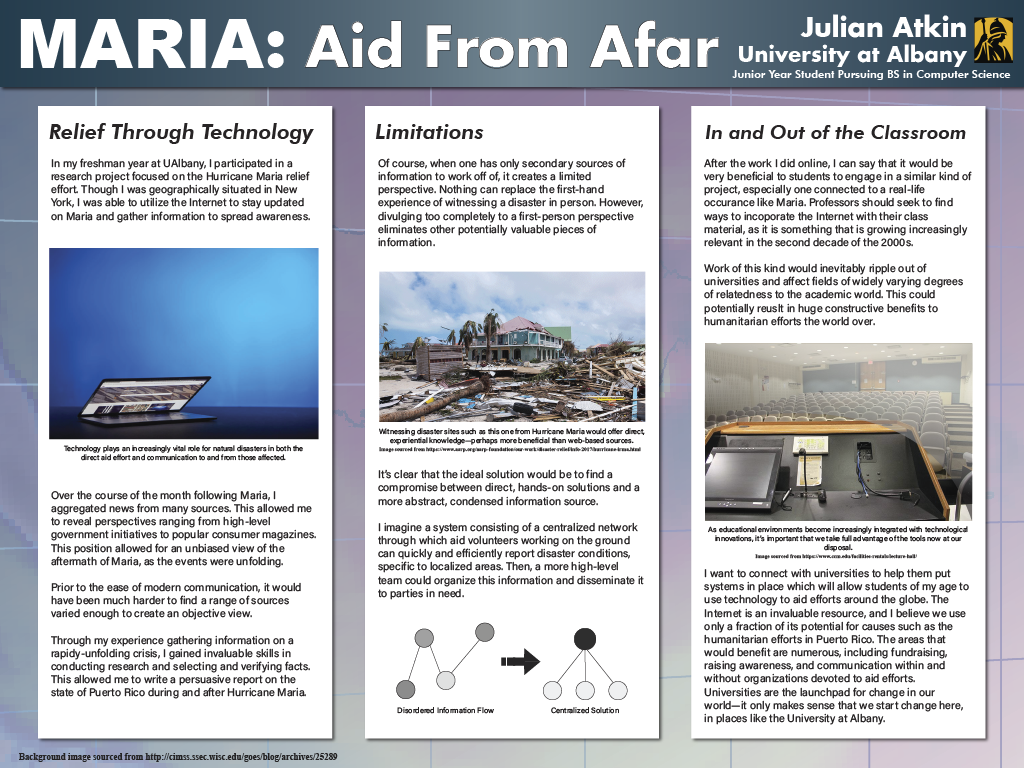 MARIA: Aid From Afar
Julian Atkin
University at Albany
Junior Year Student Pursuing BS in Computer Science
Relief Through Technology
In my freshman year at UAlbany, I participated in a
research project focused on the Hurricane Maria relief
effort. Though I was geographically situated in New
York, I was able to utilize the Internet to stay updated
on Maria and gather information to spread awareness.
Technology plays an increasingly vital role for natural disasters in both the
direct aid effort and communication to and from those affected.
Over the course of the month following Maria, I
aggregated news from many sources. This allowed me
to reveal perspectives ranging from high-level
government initiatives to popular consumer magazines.
This position allowed for an unbiased view of the
aftermath of Maria, as the events were unfolding.
Prior to the ease of modern communication, it would
have been much harder to find a range of sources
varied enough to create an objective view.
Through my experience gathering information on a
rapidy-unfolding crisis, I gained invaluable skills in
conducting research and selecting and verifying facts.
This allowed me to write a persuasive report on the
state of Puerto Rico during and after Hurricane Maria.
Limitations
Of course, when one has only secondary sources of
information to work off of, it creates a limited
perspective. Nothing can replace the first-hand
experience of witnessing a disaster in person. However,
divulging too completely to a first-person perspective
eliminates other potentially valuable pieces of
information.
Witnessing disaster sites such as this one from Hurricane Maria would offer direct,
experiential knowledge—perhaps more beneficial than web-based sources.
Image sourced from https://www.aarp.org/aarp-foundation/our-work/disaster-relief/info-2017/hurricane-irma.html
It's clear that the ideal solution would be to find a
compromise between direct, hands-on solutions and a
more abstract, condensed information source.
I imagine a system consisting of a centralized network
through which aid volunteers working on the ground
can quickly and efficiently report disaster conditions,
specific to localized areas. Then, a more high-level
team could organize this information and disseminate it
to parties in need.
Disordered Information Flow
Centralized Solution
In and Out of the Classroom
After the work I did online, I can say that it would be
very beneficial to students to engage in a similar kind of
project, especially one connected to a real-life
occurance like Maria. Professors should seek to find
ways to incoporate the Internet with their class
material, as it is something that is growing increasingly
relevant in the second decade of the 2000s.
Work of this kind would inevitably ripple out of
universities and affect fields of widely varying degrees
of relatedness to the academic world. This could
potentially reuslt in huge constructive benefits to
humanitarian efforts the world over.
As educational environments become increasingly integrated with technological
innovations, it's important that we take full advantage of the tools now at our
disposal.
Image sourced from https://www.ccm.edu/facilities-rentals/lecture-hall/
I want to connect with universities to help them put
systems in place which will allow students of my age to
use technology to aid efforts around the globe. The
Internet is an invaluable resource, and I believe we use
only a fraction of its potential for causes such as the
humanitarian efforts in Puerto Rico. The areas that
would benefit are numerous, including fundraising,
raising awareness, and communication within and
without organizations devoted to aid efforts.
Universities are the launchpad for change in our
world—it only makes sense that we start change here,
in places like the University at Albany.
Background image sourced from http://cimss.ssec.wisc.edu/goes/blog/archives/25289